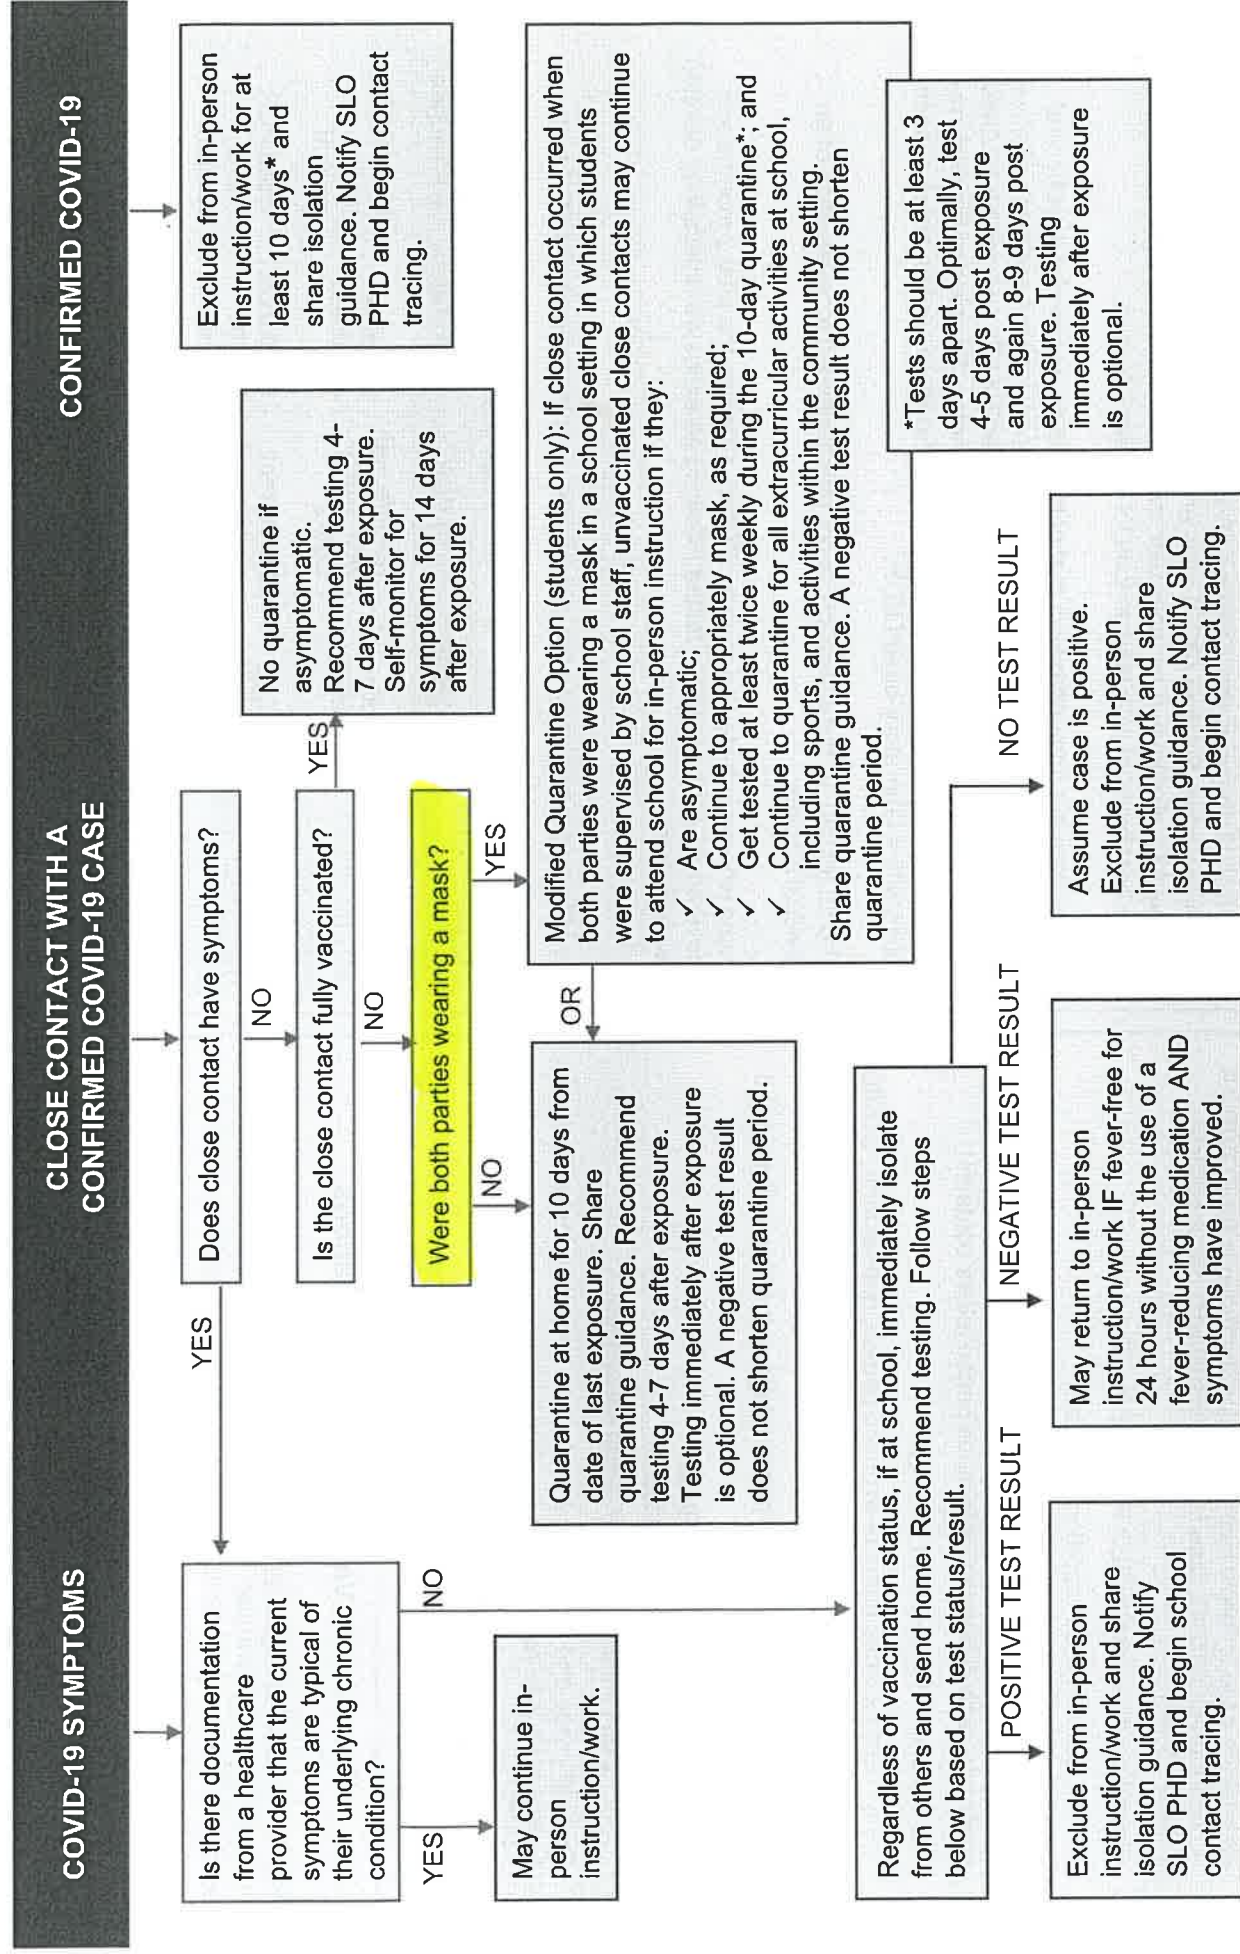 COVID-19 SYMPTOMS
CLOSE CONTACT WITH A
CONFIRMED COVID-19 CASE
CONFIRMED COVID-19
Is there documentation
from a healthcare
provider that the current
symptoms are typical of
their underlying chronic
condition?
YES
NO
May continue in-
person
instruction/work.
Does close contact have symptoms?
YES
NO
Is the close contact fully vaccinated?
YES
NO
No quarantine if
asymptomatic.
Recommend testing 4-
7 days after exposure.
Self-monitor for
symptoms for 14 days
after exposure.
Were both parties wearing a mask?
NO
YES
Quarantine at home for 10 days from
date of last exposure. Share
quarantine guidance. Recommend
testing 4-7 days after exposure.
Testing immediately after exposure
is optional. A negative test result
does not shorten quarantine period.
OR
Modified Quarantine Option (students only): If close contact occurred when
both parties were wearing a mask in a school setting in which students
were supervised by school staff, unvaccinated close contacts may continue
to attend school for in-person instruction if they:
✓ Are asymptomatic;
✓ Continue to appropriately mask, as required;
✓ Get tested at least twice weekly during the 10-day quarantine*; and
✓ Continue to quarantine for all extracurricular activities at school,
including sports, and activities within the community setting.
Share quarantine guidance. A negative test result does not shorten
quarantine period.
*Tests should be at least 3
days apart. Optimally, test
4-5 days post exposure
and again 8-9 days post
exposure. Testing
immediately after exposure
is optional.
Exclude from in-person
instruction/work for at
least 10 days* and
share isolation
guidance. Notify SLO
PHD and begin contact
tracing.
Regardless of vaccination status, if at school, immediately isolate
from others and send home. Recommend testing. Follow steps
below based on test status/result.
POSITIVE TEST RESULT
NEGATIVE TEST RESULT
NO TEST RESULT
Exclude from in-person
instruction/work and share
isolation guidance. Notify
SLO PHD and begin school
contact tracing.
May return to in-person
instruction/work IF fever-free for
24 hours without the use of a
fever-reducing medication AND
symptoms have improved.
Assume case is positive.
Exclude from in-person
instruction/work and share
isolation guidance. Notify SLO
PHD and begin contact tracing.